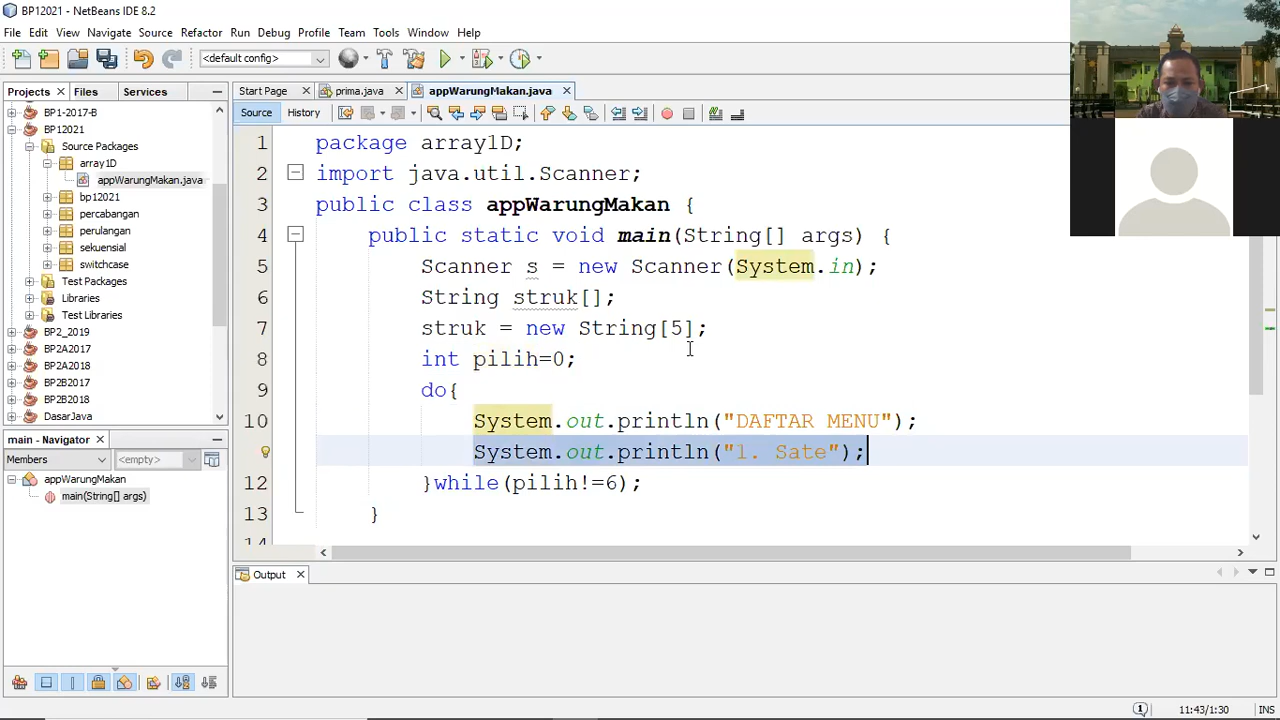 BP12021 - NetBeans IDE 8.2
File Edit View Navigate Source Refactor Run Debug Profile Team Tools Window Help
<default config>
Projects Files Services
Start Page prima.java appWarungMakan.java
Source History
BP1-2017-B
BP12021
Source Packages
array1D
appWarungMakan.java
bp12021
percabangan
perulangan
sekuensial
switchcase
Test Packages
Libraries
Test Libraries
BP2_2019
BP2A2017
BP2A2018
BP2B2017
BP2B2018
DasarJava
1 package array1D;
2 import java.util.Scanner;
3 public class appWarungMakan {
4 public static void main(String[] args) {
5 Scanner s = new Scanner(System.in);
6 String struk[];
7 struk = new String[5];
8 int pilih=0;
9 do{
10 System.out.println("DAFTAR MENU");
System.out.println("1. Sate");
12 }while(pilih!=6);
13 }
14
main - Navigator
Members <empty>
appWarungMakan
main(String[] args)
Output
11:43/1:30 INS